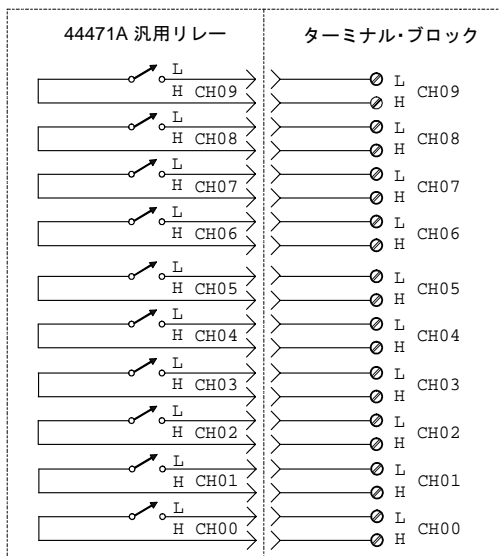 44471A 汎用リレー ターミナル・ブロック
L L
H CH09 H CH09
L L
H CH08 H CH08
L L
H CH07 H CH07
L L
H CH06 H CH06
L L
H CH05 H CH05
L L
H CH04 H CH04
L L
H CH03 H CH03
L L
H CH02 H CH02
L L
H CH01 H CH01
L L
H CH00 H CH00